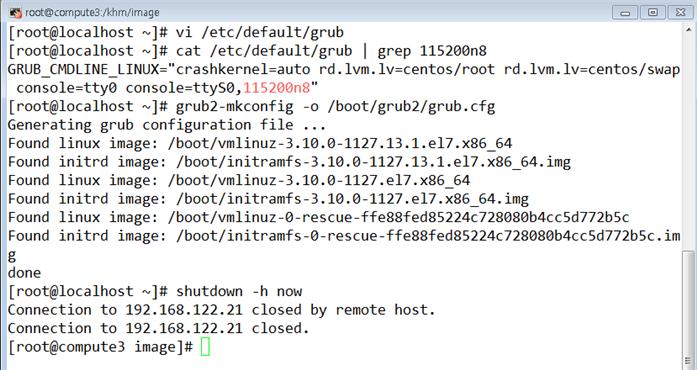 root@compute3:/khm/image
[root@localhost ~]# vi /etc/default/grub
[root@localhost ~]# cat /etc/default/grub | grep 115200n8
GRUB_CMDLINE_LINUX="crashkernel=auto rd.lvm.lv=centos/root rd.lvm.lv=centos/swap
 console=tty0 console=ttyS0,115200n8"
[root@localhost ~]# grub2-mkconfig -o /boot/grub2/grub.cfg
Generating grub configuration file ...
Found linux image: /boot/vmlinuz-3.10.0-1127.13.1.el7.x86_64
Found initrd image: /boot/initramfs-3.10.0-1127.13.1.el7.x86_64.img
Found linux image: /boot/vmlinuz-3.10.0-1127.el7.x86_64
Found initrd image: /boot/initramfs-3.10.0-1127.el7.x86_64.img
Found linux image: /boot/vmlinuz-0-rescue-ffe88fed85224c728080b4cc5d772b5c
Found initrd image: /boot/initramfs-0-rescue-ffe88fed85224c728080b4cc5d772b5c.im
g
done
[root@localhost ~]# shutdown -h now
Connection to 192.168.122.21 closed by remote host.
Connection to 192.168.122.21 closed.
[root@compute3 image]#